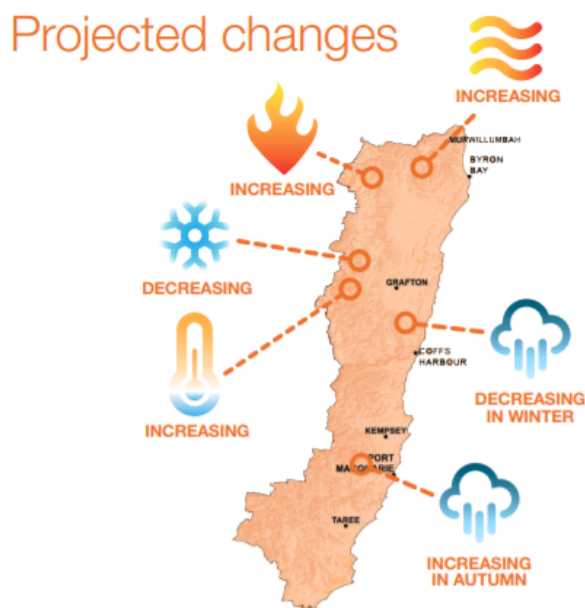 Projected changes
INCREASING
MURWILLUMBAH
BYRON
BAY
INCREASING
DECREASING
GRAFTON
COFFS
HARBOUR
INCREASING
DECREASING
IN WINTER
KEMPSEY
PORT
MACQUARIE
TAREE
INCREASING
IN AUTUMN